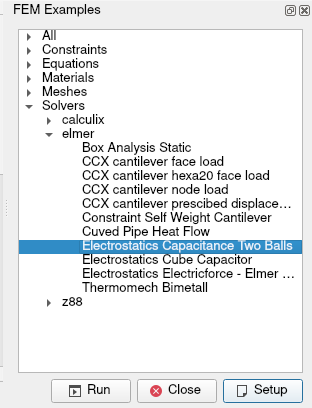 FEM Examples
All
Constraints
Equations
Materials
Meshes
Solvers
calculix
elmer
Box Analysis Static
CCX cantilever face load
CCX cantilever hexa20 face load
CCX cantilever node load
CCX cantilever prescibed displace...
Constraint Self Weight Cantilever
Cuved Pipe Heat Flow
Electrostatics Capacitance Two Balls
Electrostatics Cube Capacitor
Electrostatics Electricforce - Elmer ...
Thermomech Bimetall
z88
Run Close Setup